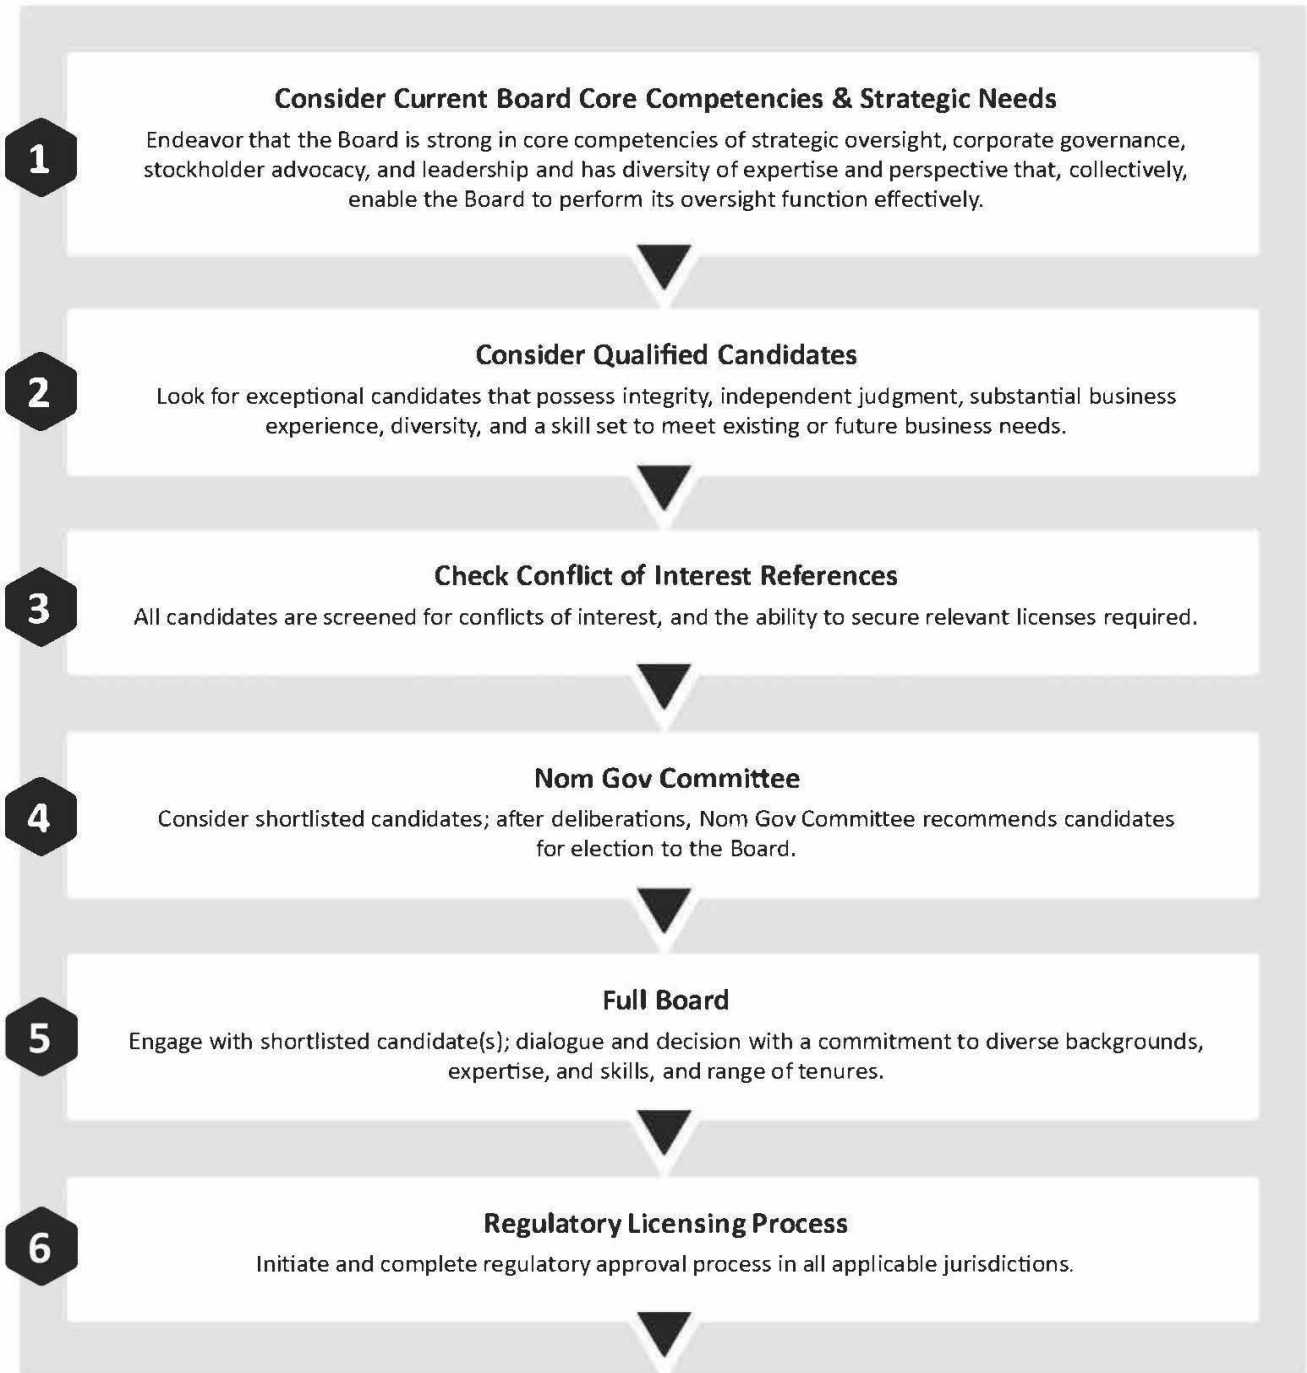 Consider Current Board Core Competencies & Strategic Needs
1
Endeavor that the Board is strong in core competencies of strategic oversight, corporate governance,
stockholder advocacy, and leadership and has diversity of expertise and perspective that, collectively,
enable the Board to perform its oversight function effectively.
Consider Qualified Candidates
2
Look for exceptional candidates that possess integrity, independent judgment, substantial business
experience, diversity, and a skill set to meet existing or future business needs.
Check Conflict of Interest References
3
All candidates are screened for conflicts of interest, and the ability to secure relevant licenses required.
Nom Gov Committee
4
Consider shortlisted candidates; after deliberations, Nom Gov Committee recommends candidates
for election to the Board.
Full Board
5
Engage with shortlisted candidate(s); dialogue and decision with a commitment to diverse backgrounds,
expertise, and skills, and range of tenures.
Regulatory Licensing Process
6
Initiate and complete regulatory approval process in all applicable jurisdictions.